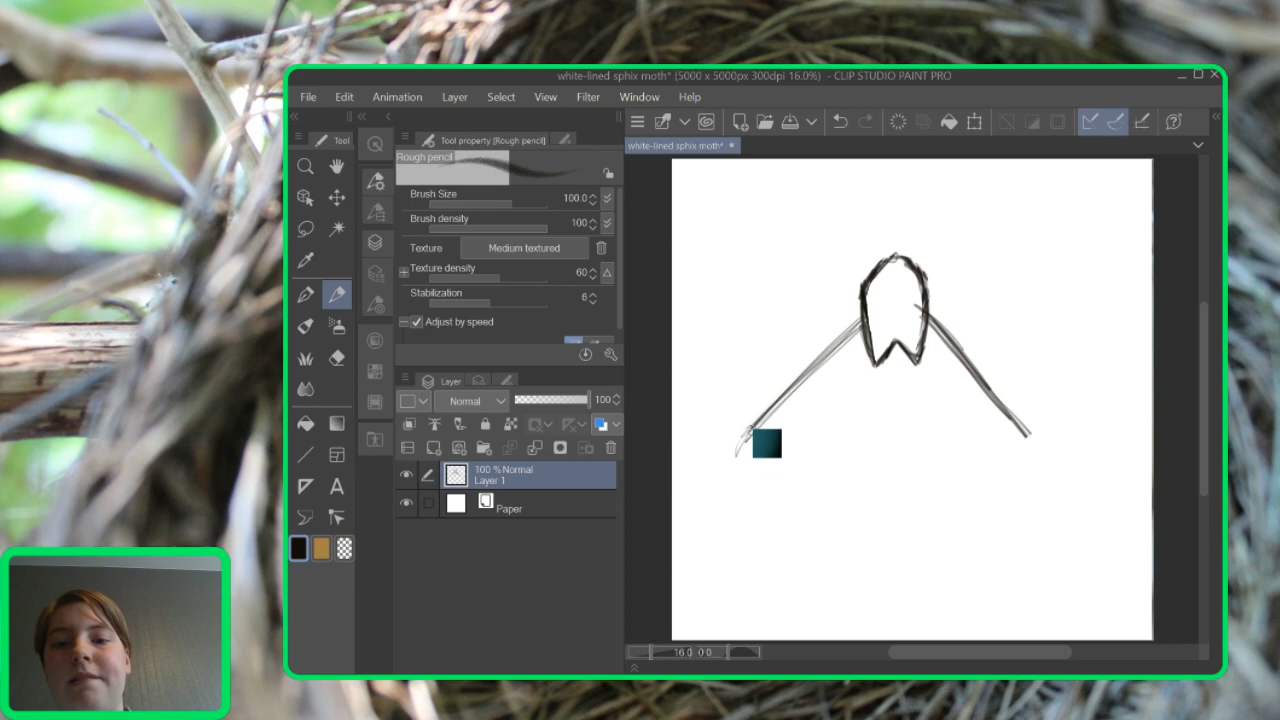 white-lined sphix moth* (5000 x 5000px 300dpi 16.0%) - CLIP STUDIO PAINT PRO
File Edit Animation Layer Select View Filter Window Help
Tool
Tool property [Rough pencil]
white-lined sphix moth*
Rough pencil
Brush Size 100.0
Brush density 100
Texture Medium textured
Texture density 60
Stabilization 6
Adjust by speed
Layer
Normal 100
100 % Normal
Layer 1
Paper
A
16.0 0.0